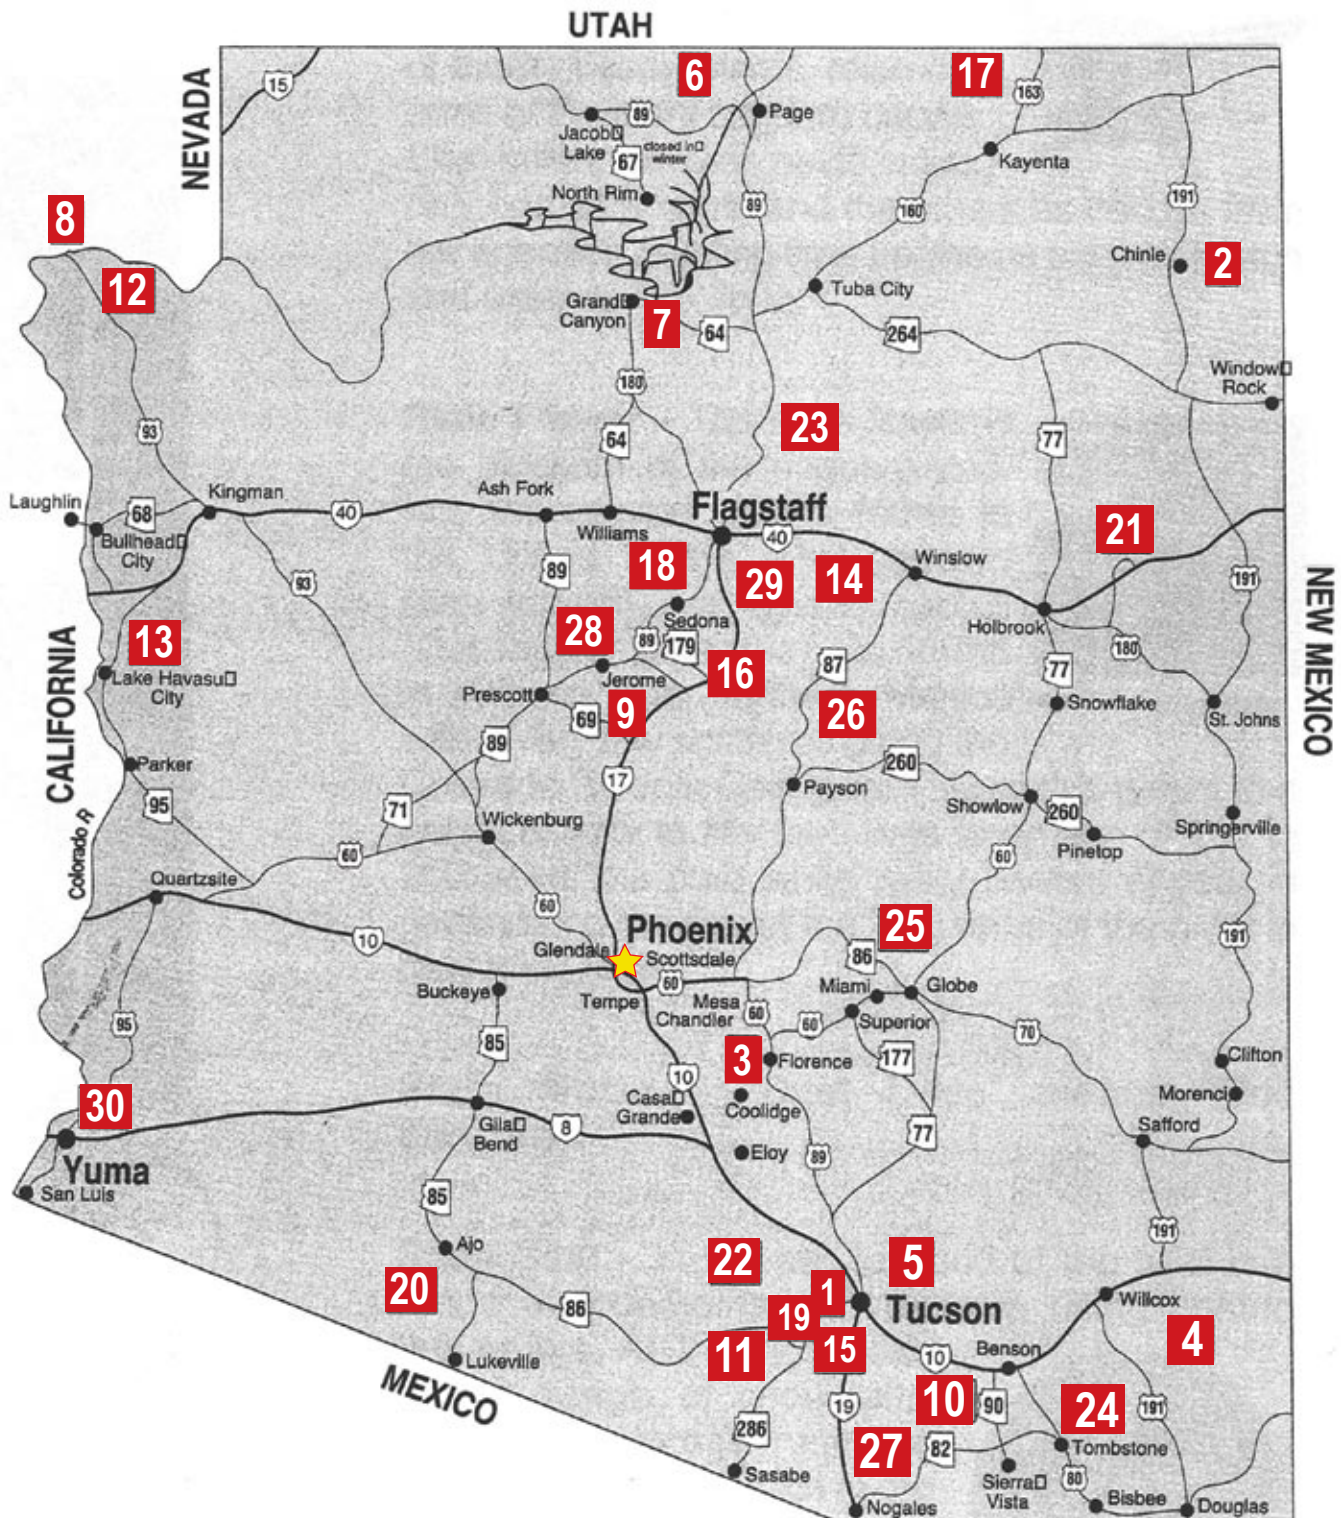 UTAH
NEVADA
15
6
17
163
89
Page
Jacob
Lake
closed in
winter
67
Kayenta
North Rim
89
160
191
8
12
Chinle
2
Tuba City
Grand
Canyon
7
64
264
Window
Rock
180
93
64
23
77
Laughlin
68
Kingman
40
Ash Fork
Flagstaff
Williams
40
21
Bullhead
City
Winslow
18
29
14
89
93
191
NEW MEXICO
Sedona
Holbrook
CALIFORNIA
13
28
89
179
180
Lake Havasu
City
Jerome
16
87
77
Prescott
69
9
26
Snowflake
St. Johns
89
Parker
17
260
Payson
95
71
Showlow
260
Wickenburg
Springerville
Colorado R
60
Pinetop
60
Quartzsite
60
25
Phoenix
10
Glendale
Scottsdale
86
191
Buckeye
Tempe
60
Mesa
Chandler
Miami
Globe
60
60
Superior
70
95
85
3
Florence
177
Clifton
10
Morenci
Casa
Grande
Coolidge
30
Gila
Bend
8
77
Safford
Eloy
89
Yuma
San Luis
85
191
Ajo
22
5
20
1
Willcox
86
19
Tucson
11
15
4
Lukeville
10
Benson
MEXICO
10
90
24
191
286
19
27
82
Tombstone
Sasabe
80
Sierra
Vista
Nogales
Bisbee
Douglas